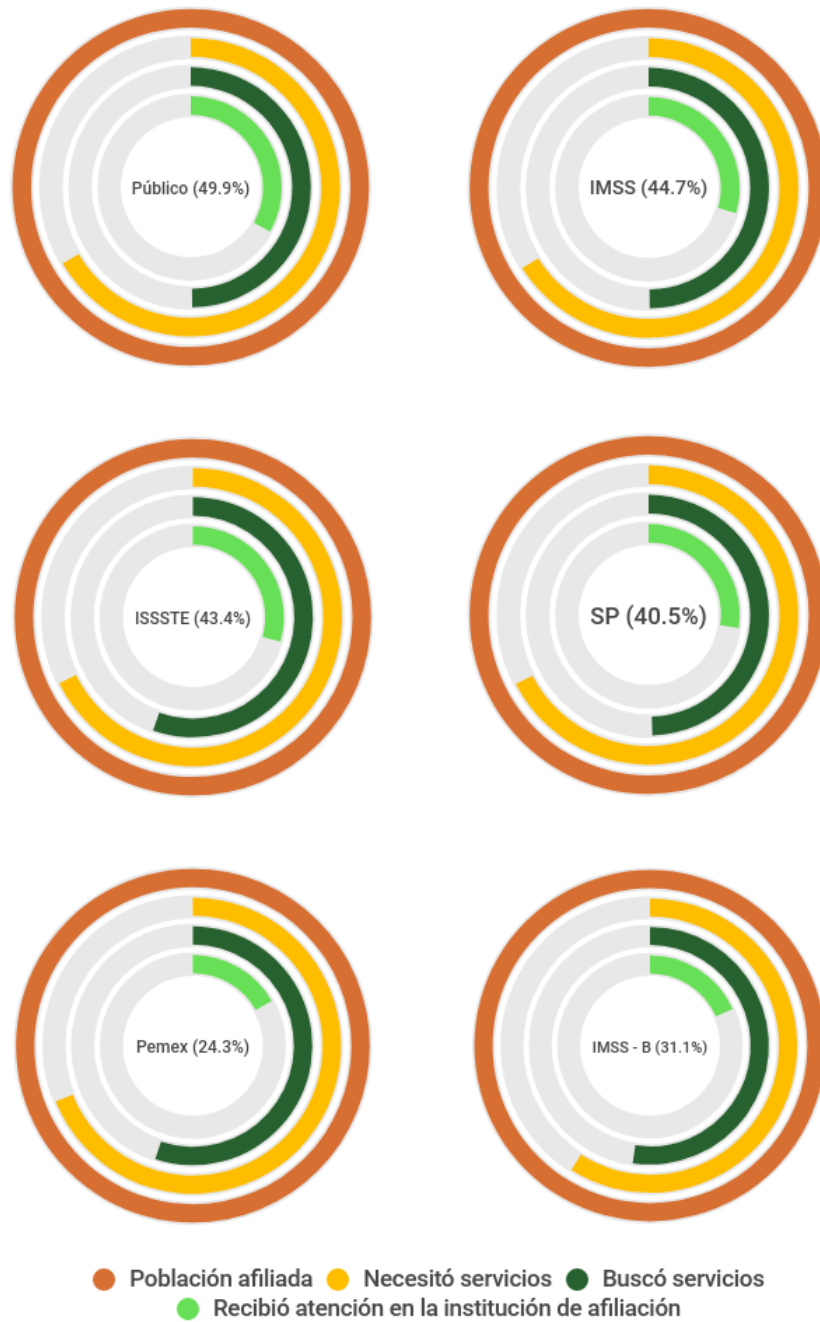 Público (49.9%)
IMSS (44.7%)
ISSSTE (43.4%)
SP (40.5%)
Pemex (24.3%)
IMSS - B (31.1%)
Población afiliada Necesitó servicios Buscó servicios
Recibió atención en la institución de afiliación